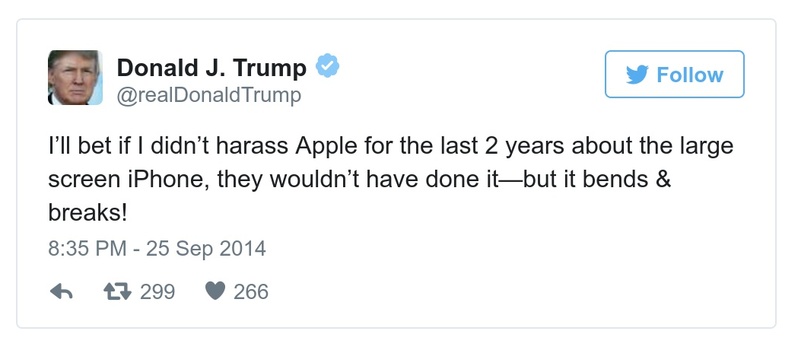 Donald J. Trump
@realDonaldTrump
Follow
I’ll bet if I didn’t harass Apple for the last 2 years about the large
screen iPhone, they wouldn’t have done it—but it bends &
breaks!
8:35 PM - 25 Sep 2014
299 266